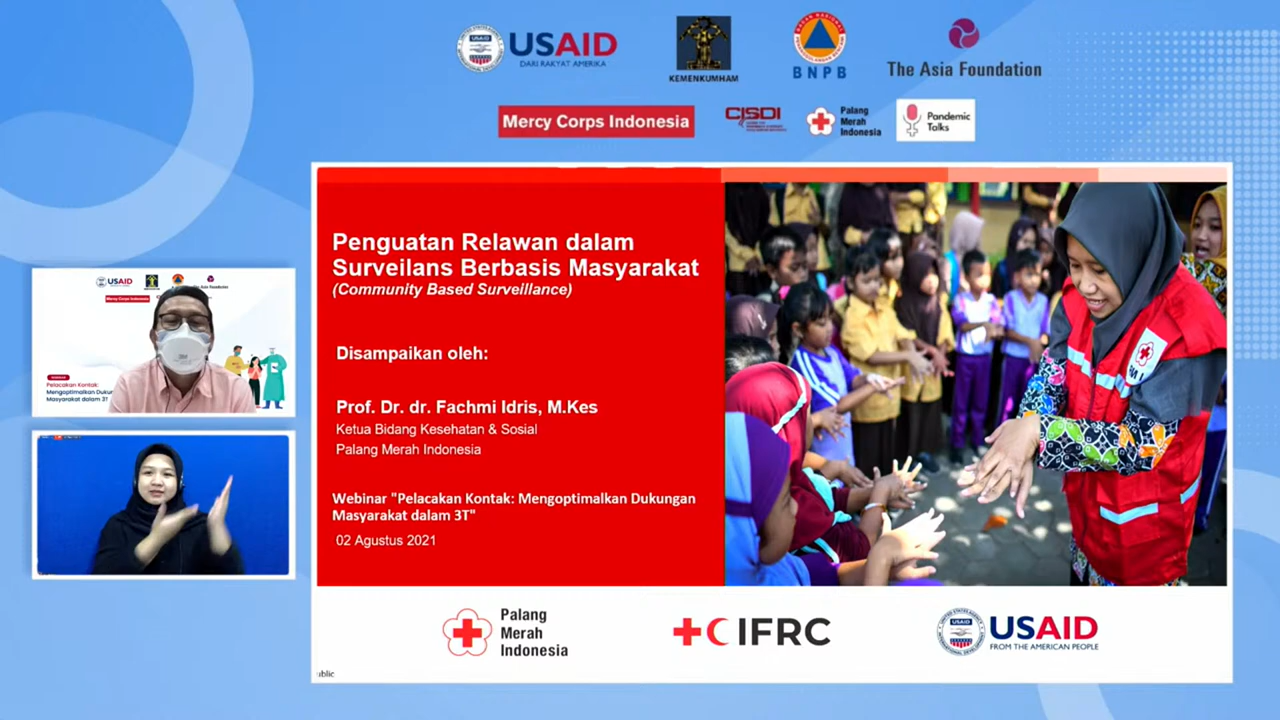 USAID
DARI RAKYAT AMERIKA
KEMENKUMHAM
BNPB
The Asia Foundation
Mercy Corps Indonesia
CISDI
Palang
Merah
Indonesia
Pandemic
Talks
Penguatan Relawan dalam
Surveilans Berbasis Masyarakat
(Community Based Surveillance)
Disampaikan oleh:
Prof. Dr. dr. Fachmi Idris, M.Kes
Ketua Bidang Kesehatan & Sosial
Palang Merah Indonesia
Webinar "Pelacakan Kontak: Mengoptimalkan Dukungan
Masyarakat dalam 3T"
02 Agustus 2021
USAID
Mercy Corps Indonesia
Pelacakan Kontak:
Mengoptimalkan Duku
Masyarakat dalam 3T
Palang
Merah
Indonesia
IFRC
USAID
FROM THE AMERICAN PEOPLE
ublic